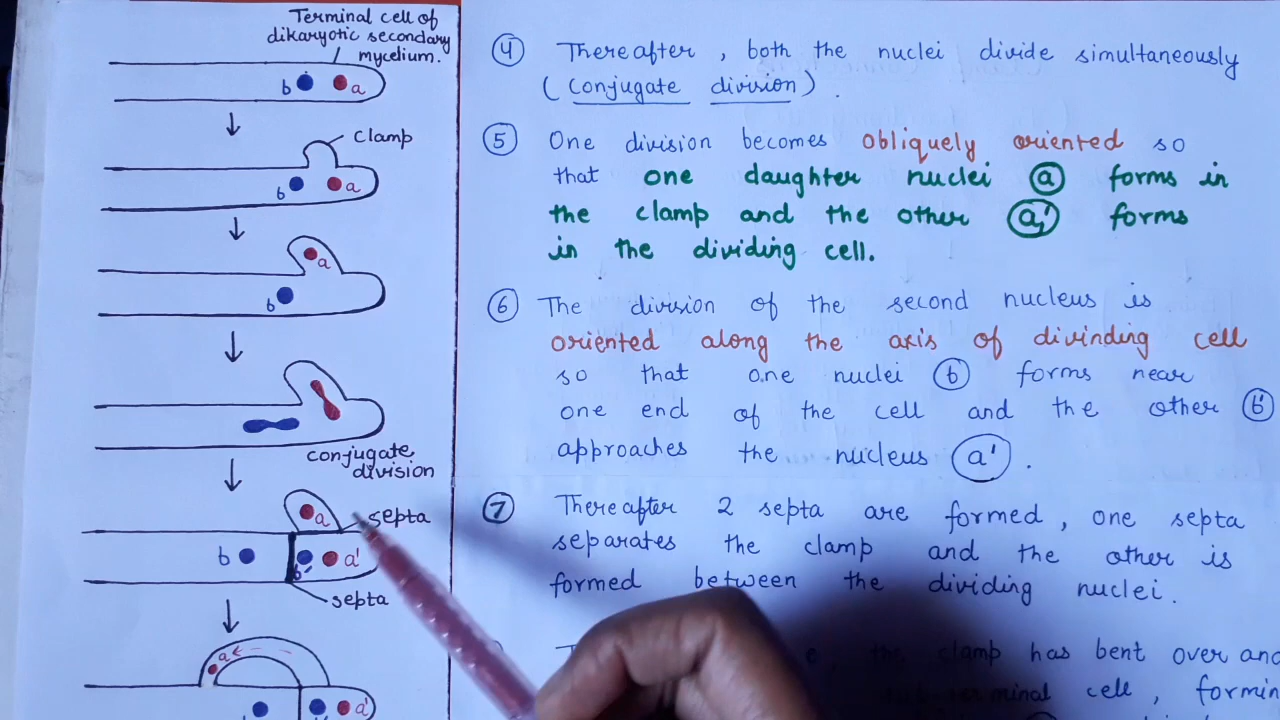 Terminal cell of
dikaryotic secondary
mycelium.
b a
clamp
b a
a
b
conjugate
division
a septa
b b' a'
septa
a
a'
④ Thereafter, both the nuclei divide simultaneously
(Conjugate division).
⑤ One division becomes obliquely oriented so
that one daughter nuclei ⓐ forms in
the clamp and the other a' forms
in the dividing cell.
⑥ The division of the second nucleus is
oriented along the axis of divinding cell
so that one nuclei ⓑ forms near
one end of the cell and the other b'
approaches the nucleus a'.
⑦ Thereafter 2 septa are formed, one septa
separates the clamp and the other is
formed between the dividing nuclei.
the clamp has bent over and
terminal cell, formin